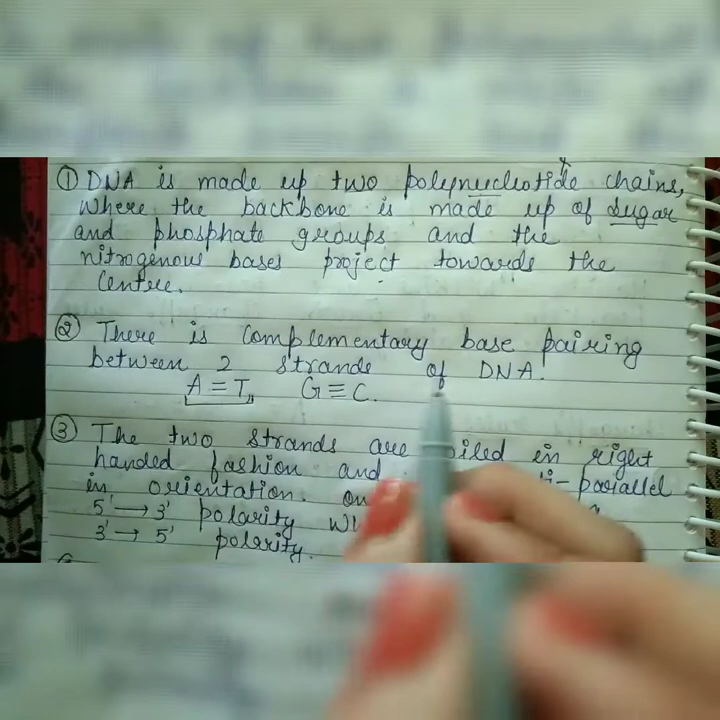 ① DNA is made up two polynucleotide chains,
where the backbone is made up of sugar
and phosphate groups and the
nitrogenous bases project towards the
centre.
② There is complementary base pairing
between 2 strands of DNA.
A = T, G ≡ C.
③ The two strands are coiled in right
handed fashion and parallel
in orientation.
5' → 3' polarity
3' → 5' polarity.